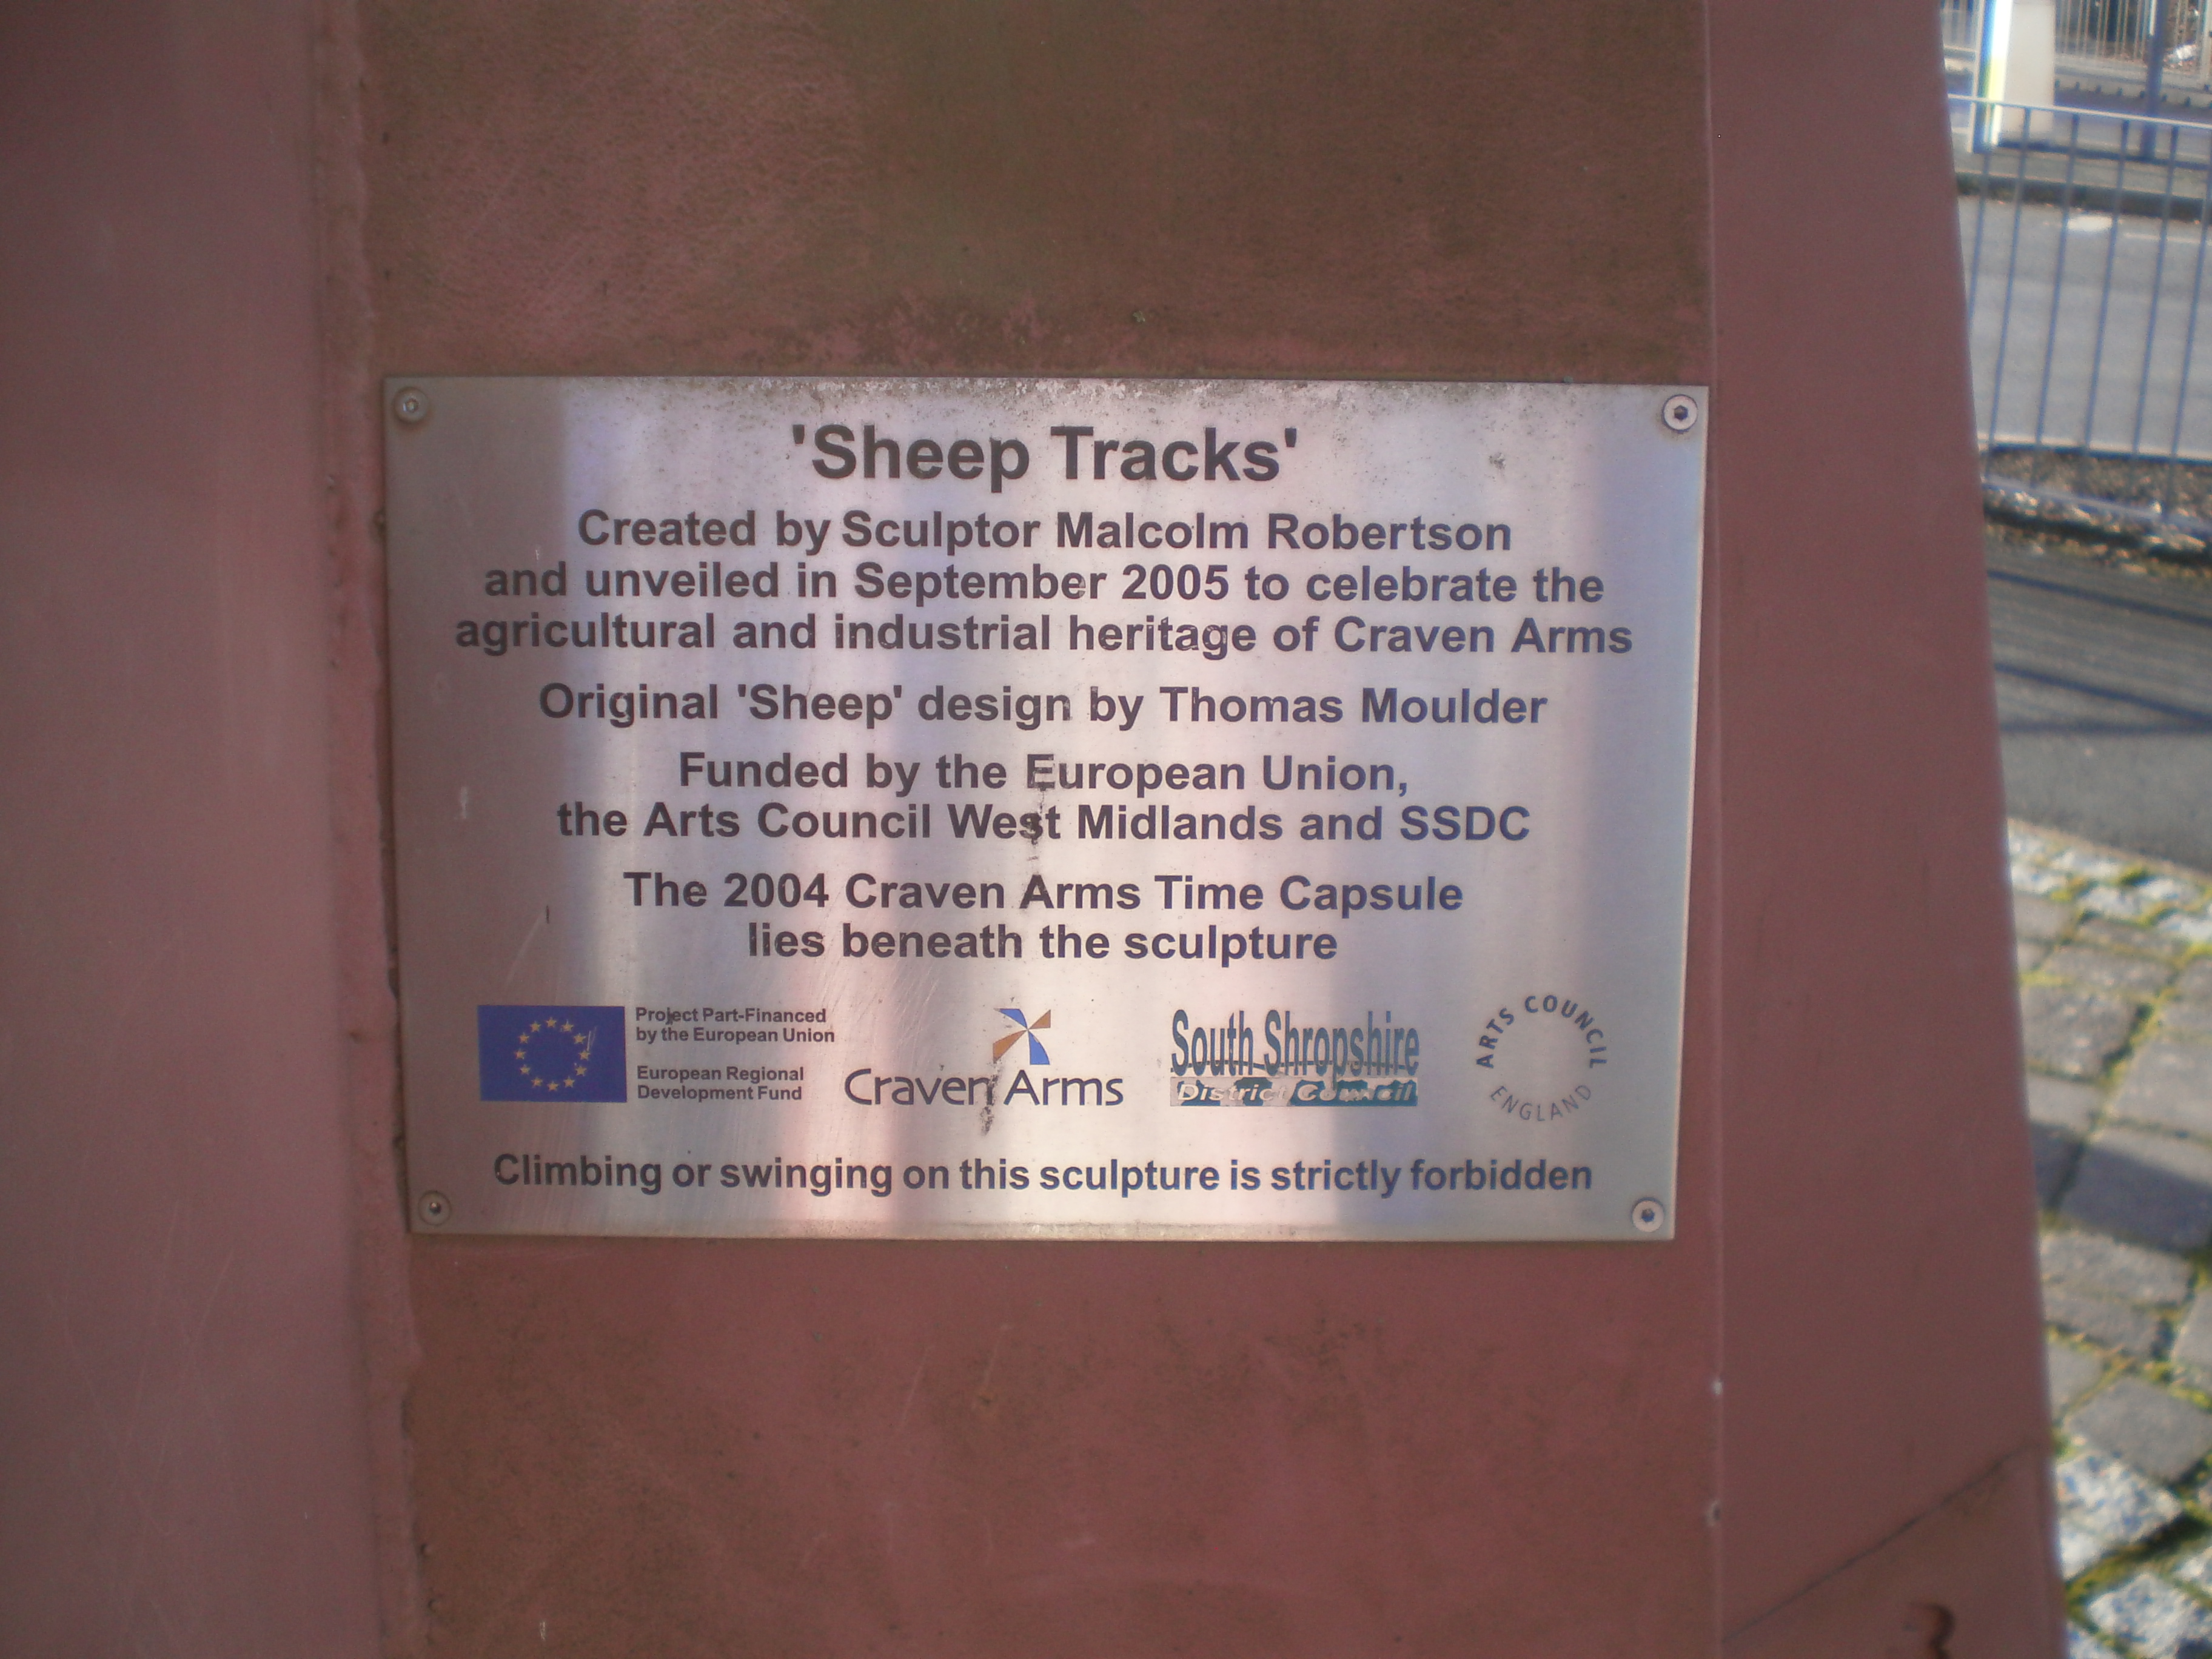 'Sheep Tracks'
Created by Sculptor Malcolm Robertson
and unveiled in September 2005 to celebrate the
agricultural and industrial heritage of Craven Arms
Original 'Sheep' design by Thomas Moulder
Funded by the European Union,
the Arts Council West Midlands and SSDC
The 2004 Craven Arms Time Capsule
lies beneath the sculpture
Project Part-Financed
by the European Union
European Regional
Development Fund
Craven Arms
South Shropshire
District Council
ARTS COUNCIL
ENGLAND
Climbing or swinging on this sculpture is strictly forbidden